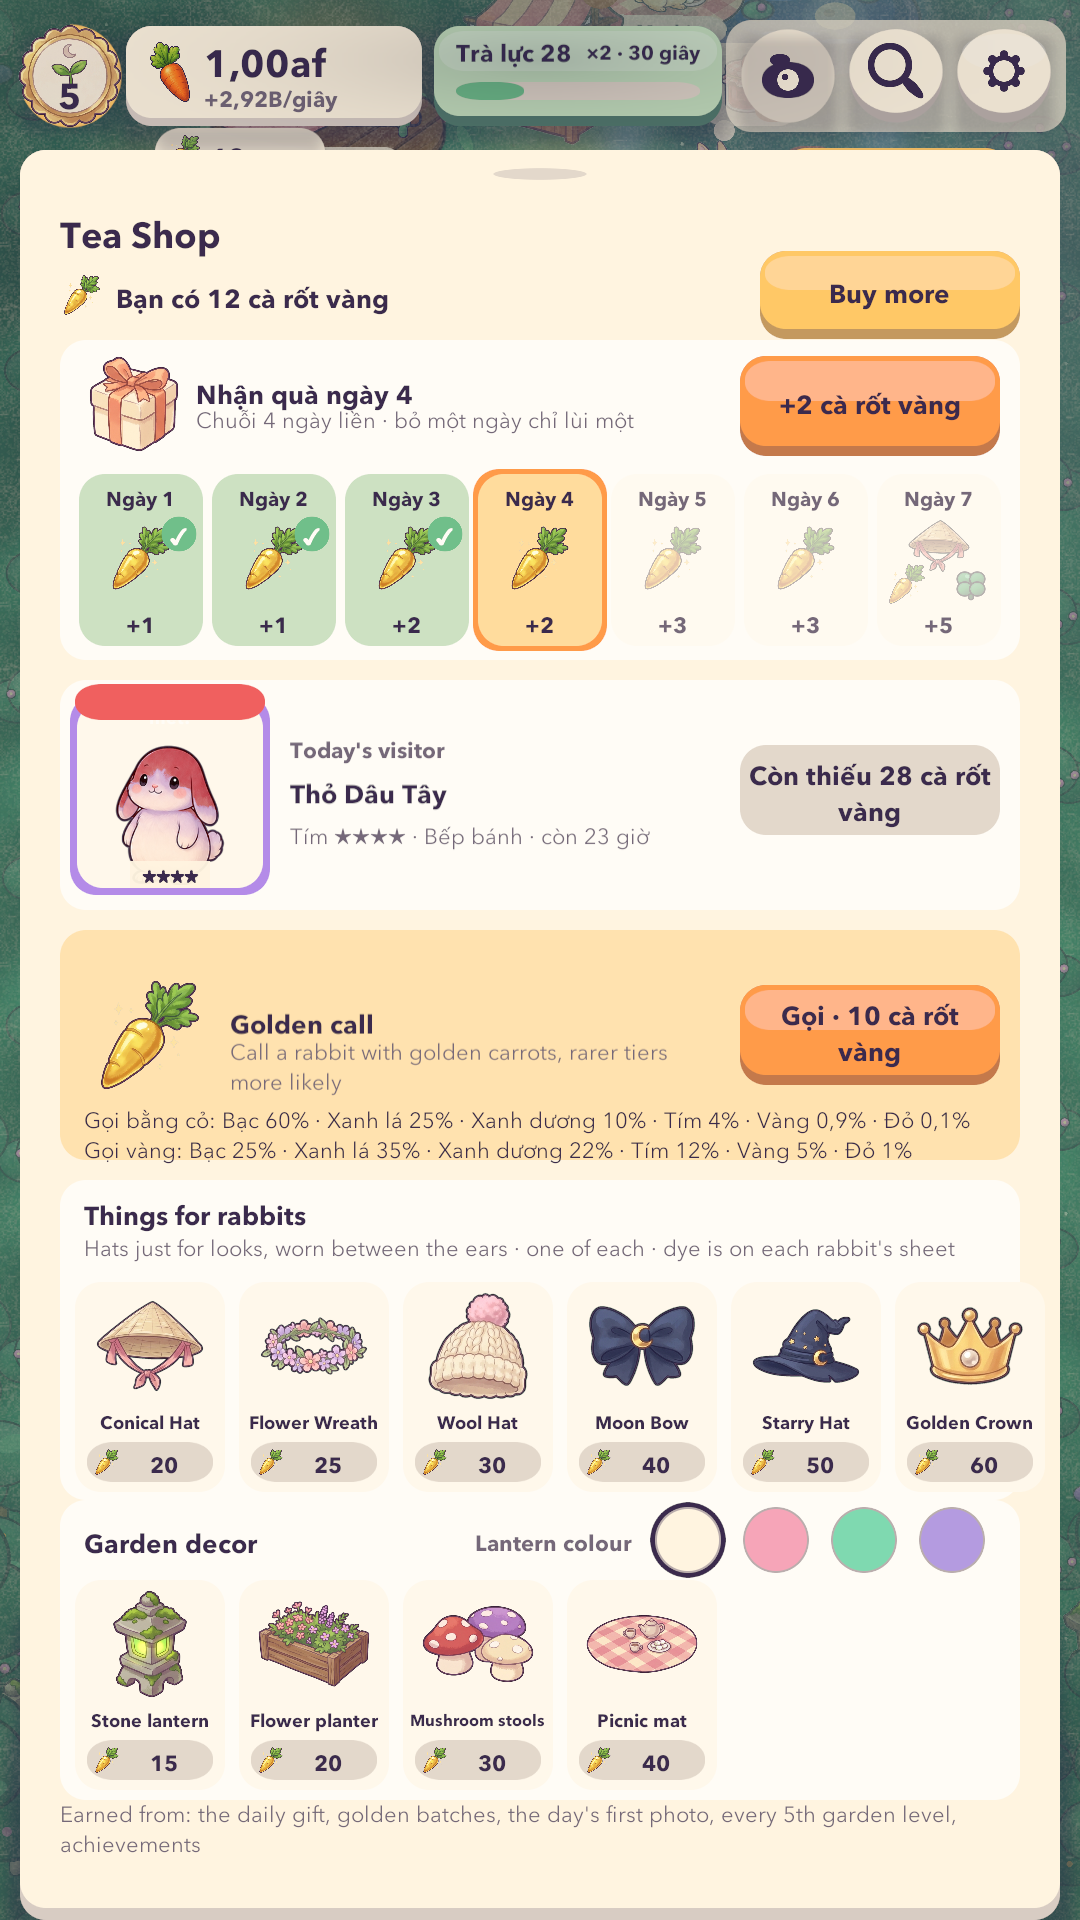 5
1,00af
+2,92B/giây
Trà lực 28 ×2 · 30 giây
Tea Shop
Bạn có 12 cà rốt vàng
Buy more
Nhận quà ngày 4
Chuỗi 4 ngày liền · bỏ một ngày chỉ lùi một
+2 cà rốt vàng
Ngày 1
Ngày 2
Ngày 3
Ngày 4
Ngày 5
Ngày 6
Ngày 7
+1
+1
+2
+2
+3
+3
+5
Today's visitor
Thỏ Dâu Tây
Tím ★★★★ · Bếp bánh · còn 23 giờ
★★★★
Còn thiếu 28 cà rốt
vàng
Golden call
Call a rabbit with golden carrots, rarer tiers
more likely
Gọi · 10 cà rốt
vàng
Gọi bằng cỏ: Bạc 60% · Xanh lá 25% · Xanh dương 10% · Tím 4% · Vàng 0,9% · Đỏ 0,1%
Gọi vàng: Bạc 25% · Xanh lá 35% · Xanh dương 22% · Tím 12% · Vàng 5% · Đỏ 1%
Things for rabbits
Hats just for looks, worn between the ears · one of each · dye is on each rabbit's sheet
Conical Hat
Flower Wreath
Wool Hat
Moon Bow
Starry Hat
Golden Crown
20
25
30
40
50
60
Garden decor
Lantern colour
Stone lantern
Flower planter
Mushroom stools
Picnic mat
15
20
30
40
Earned from: the daily gift, golden batches, the day's first photo, every 5th garden level,
achievements